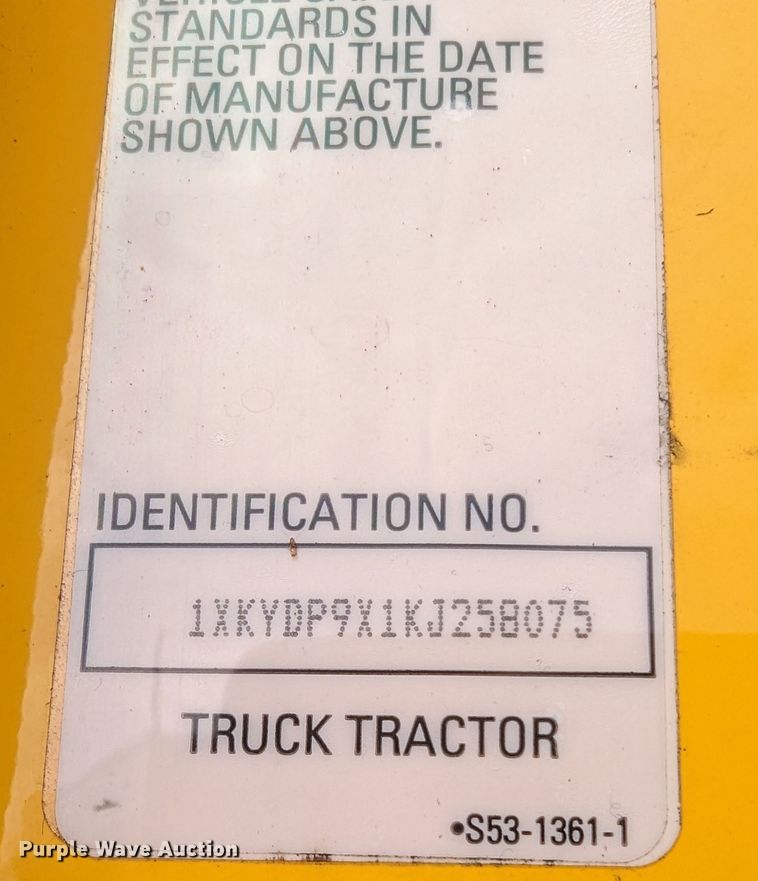 VEHICLE
STANDARDS IN
EFFECT ON THE DATE
OF MANUFACTURE
SHOWN ABOVE.
IDENTIFICATION NO.
1XKYDP9X1KJ258075
TRUCK TRACTOR
•S53-1361-1
Purple Wave Auction